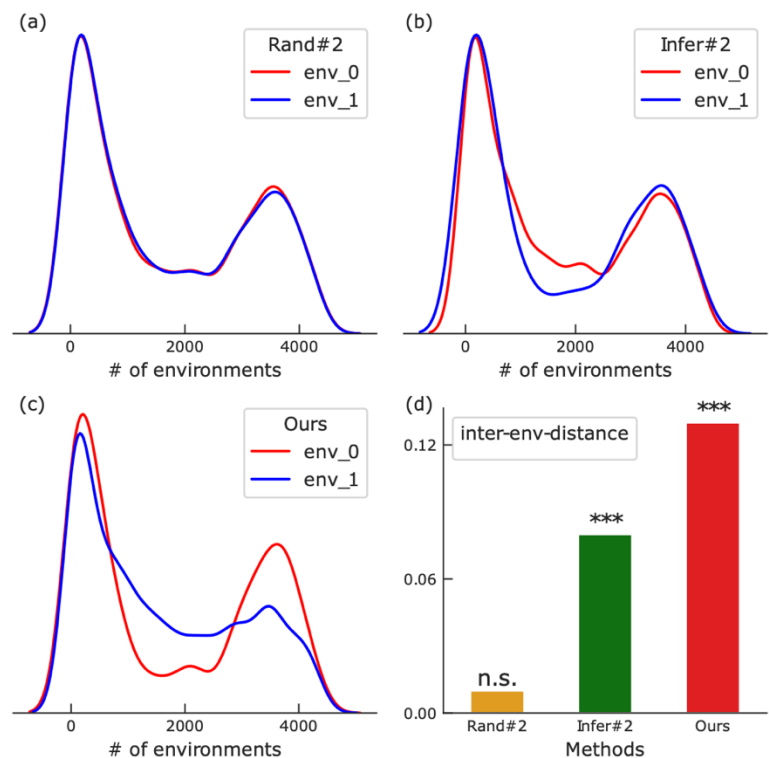 (a)
Rand#2
env_0
env_1
0
2000
4000
# of environments
(b)
Infer#2
env_0
env_1
0
2000
4000
# of environments
(c)
Ours
env_0
env_1
0
2000
4000
# of environments
(d)
inter-env-distance
0.12
0.06
0.00
n.s.
***
***
Rand#2
Infer#2
Ours
Methods